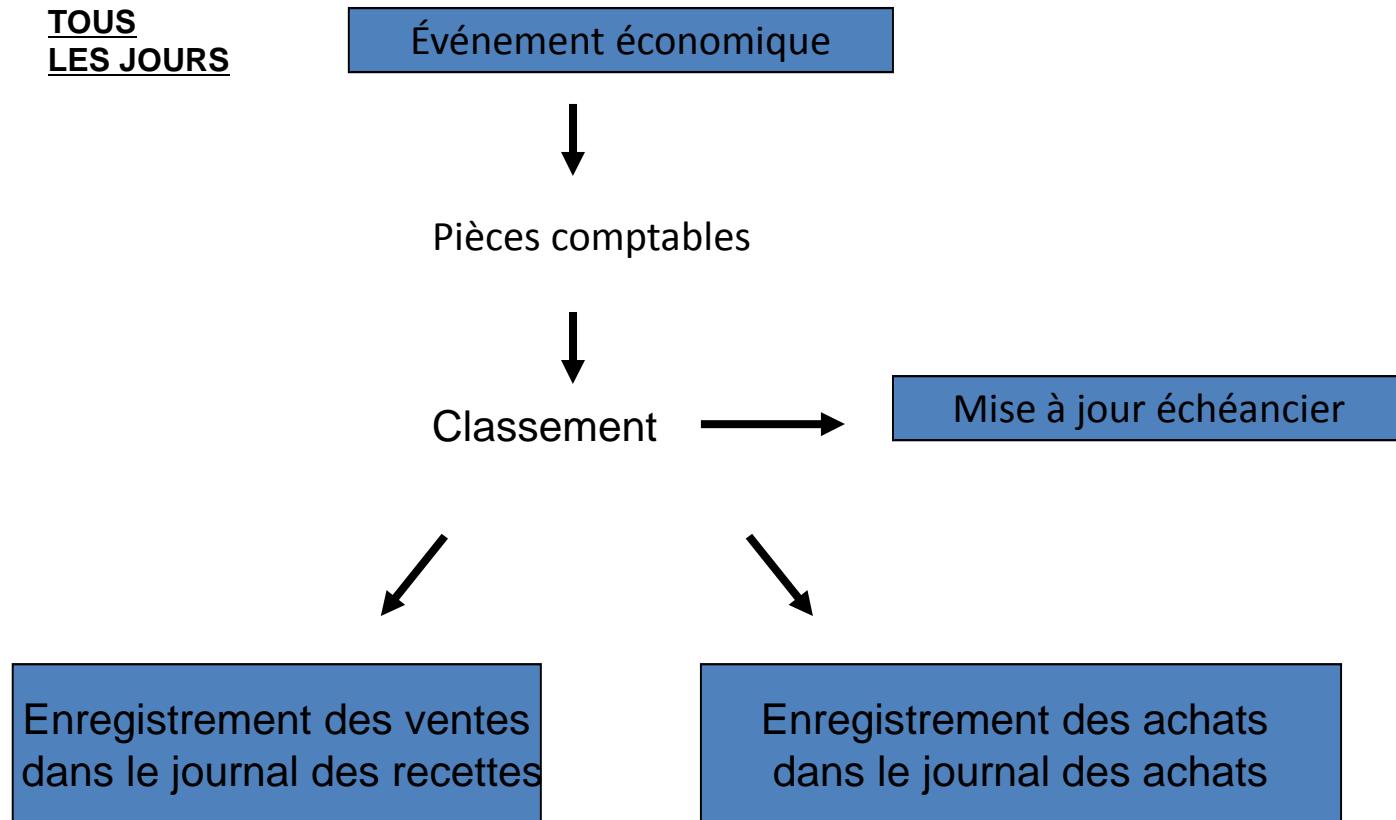 TOUS
LES JOURS
Événement économique
Pièces comptables
Classement
Mise à jour échéancier
Enregistrement des ventes
dans le journal des recettes
Enregistrement des achats
dans le journal des achats